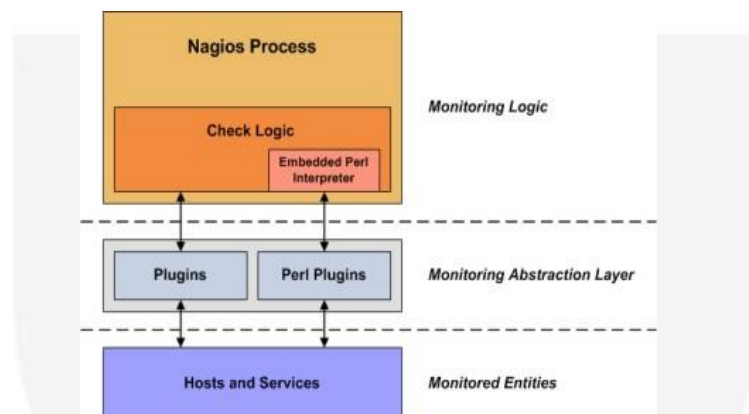 Nagios Process
Monitoring Logic
Check Logic
Embedded Perl
Interpreter
Plugins
Perl Plugins
Monitoring Abstraction Layer
Hosts and Services
Monitored Entities